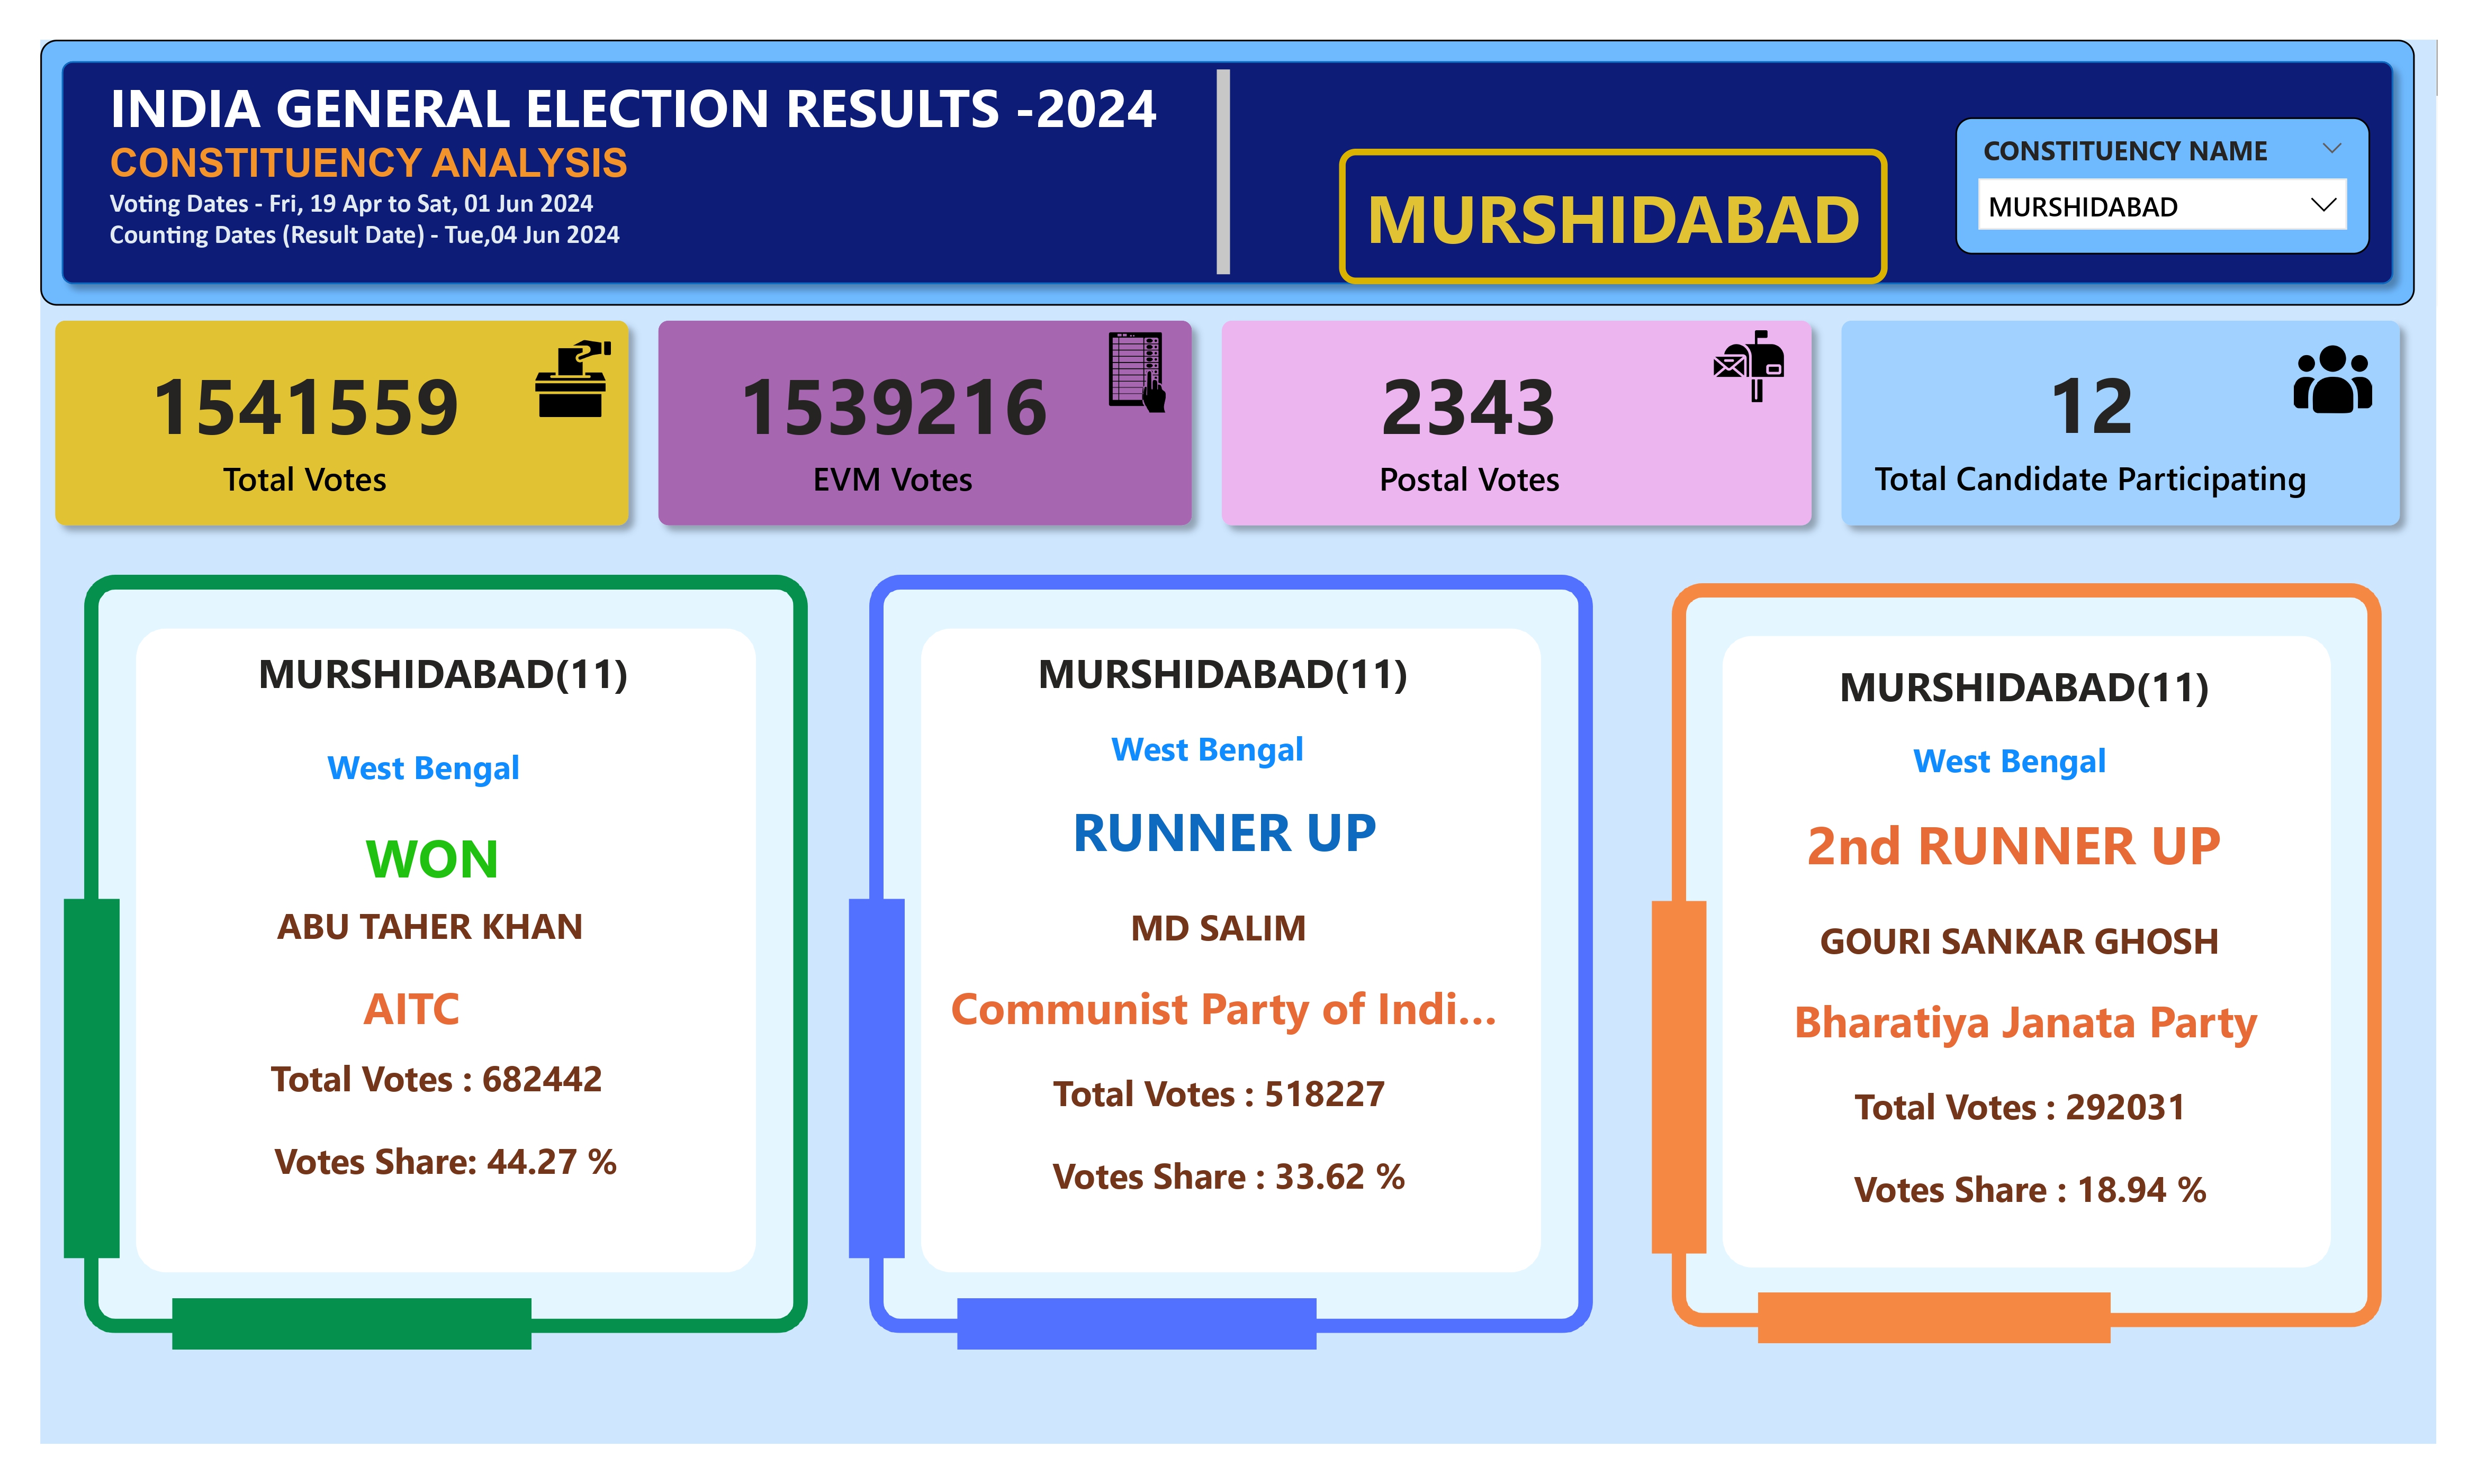 INDIA GENERAL ELECTION RESULTS -2024
CONSTITUENCY ANALYSIS
Voting Dates - Fri, 19 Apr to Sat, 01 Jun 2024
Counting Dates (Result Date) - Tue,04 Jun 2024
MURSHIDABAD
CONSTITUENCY NAME
MURSHIDABAD
1541559
Total Votes
1539216
EVM Votes
2343
Postal Votes
12
Total Candidate Participating
MURSHIDABAD(11)
West Bengal
WON
ABU TAHER KHAN
AITC
Total Votes : 682442
Votes Share: 44.27 %
MURSHIDABAD(11)
West Bengal
RUNNER UP
MD SALIM
Communist Party of Indi...
Total Votes : 518227
Votes Share : 33.62 %
MURSHIDABAD(11)
West Bengal
2nd RUNNER UP
GOURI SANKAR GHOSH
Bharatiya Janata Party
Total Votes : 292031
Votes Share : 18.94 %